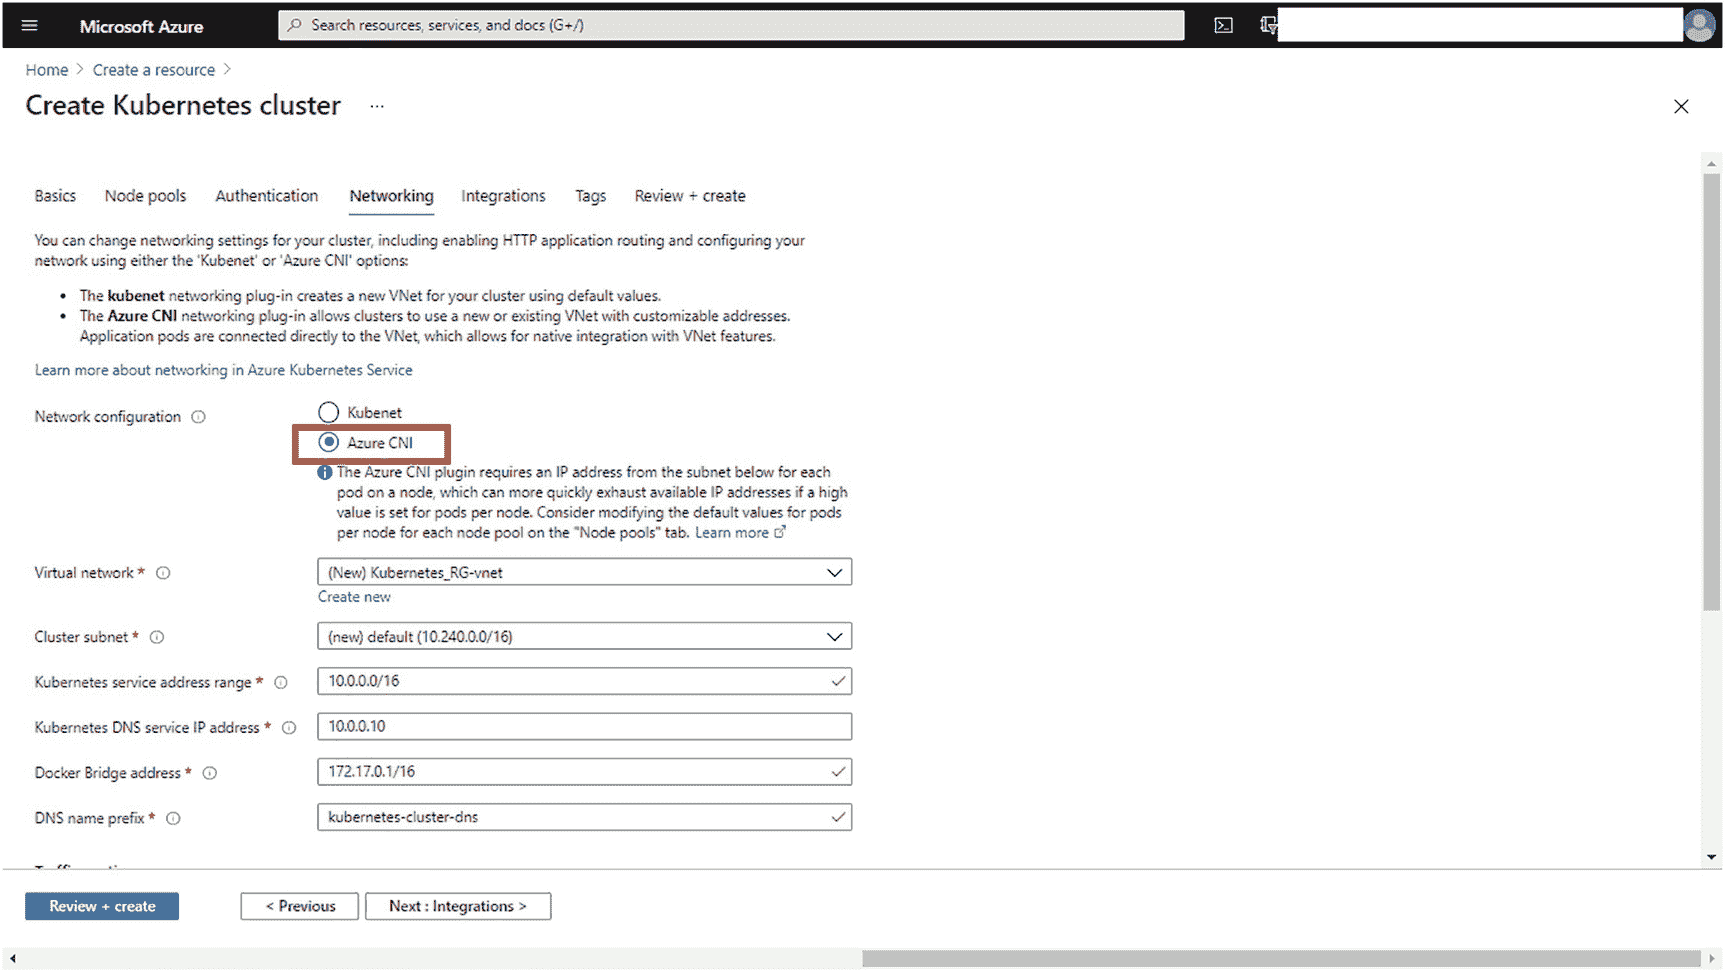 Microsoft Azure
Search resources, services, and docs (G+/)
Home > Create a resource >
Create Kubernetes cluster ...
Basics Node pools Authentication Networking Integrations Tags Review + create
You can change networking settings for your cluster, including enabling HTTP application routing and configuring your
network using either the 'Kubenet' or 'Azure CNI' options:
• The kubenet networking plug-in creates a new VNet for your cluster using default values.
• The Azure CNI networking plug-in allows clusters to use a new or existing VNet with customizable addresses.
Application pods are connected directly to the VNet, which allows for native integration with VNet features.
Learn more about networking in Azure Kubernetes Service
Network configuration
Kubenet
Azure CNI
The Azure CNI plugin requires an IP address from the subnet below for each
pod on a node, which can more quickly exhaust available IP addresses if a high
value is set for pods per node. Consider modifying the default values for pods
per node for each node pool on the "Node pools" tab. Learn more
Virtual network * (New) Kubernetes_RG-vnet
Create new
Cluster subnet * (new) default (10.240.0.0/16)
Kubernetes service address range * 10.0.0.0/16
Kubernetes DNS service IP address * 10.0.0.10
Docker Bridge address * 172.17.0.1/16
DNS name prefix * kubernetes-cluster-dns
Review + create < Previous Next : Integrations >